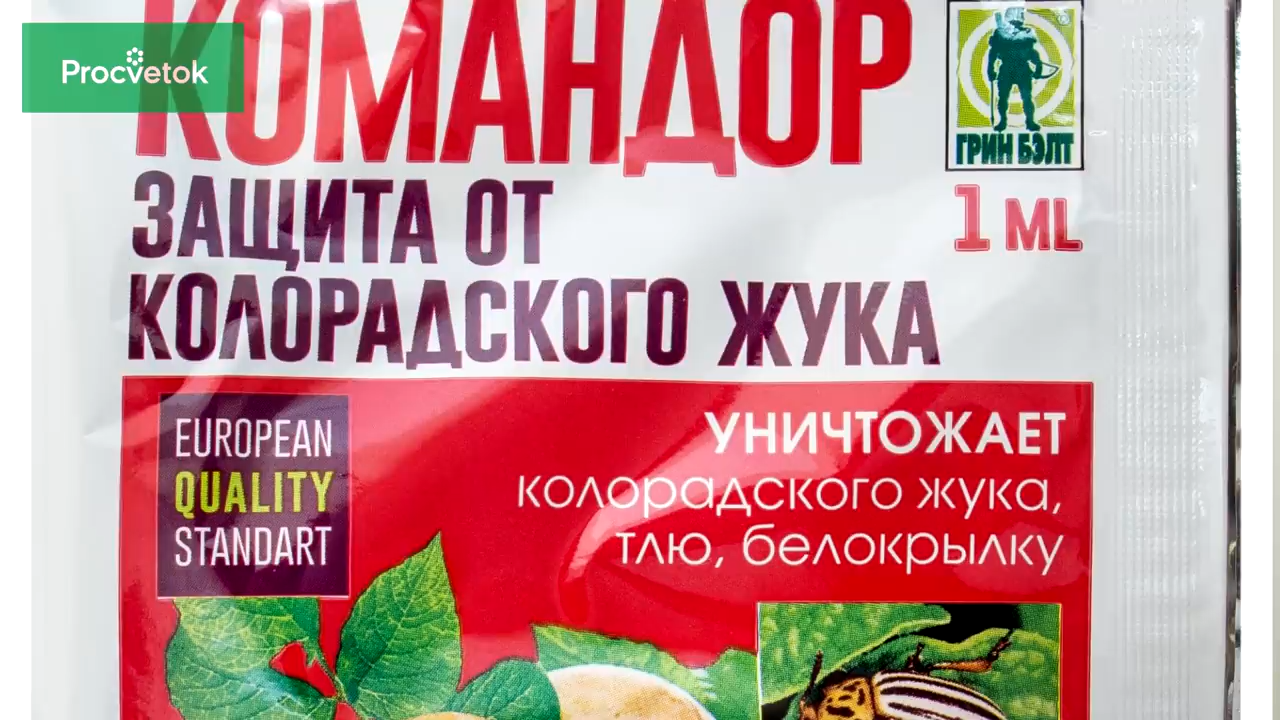 Procvetok
КОМАНДОР
ГРИН БЭЛТ
1 ML
ЗАЩИТА ОТ
КОЛОРАДСКОГО ЖУКА
EUROPEAN
QUALITY
STANDART
УНИЧТОЖАЕТ
колорадского жука,
тлю, белокрылку